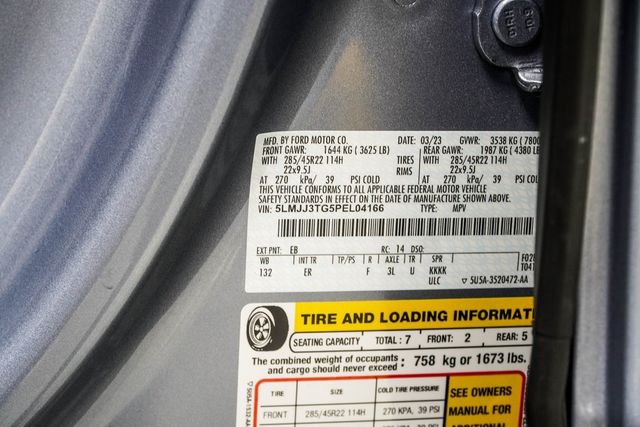 MFD. BY FORD MOTOR CO. DATE: 03/23 GVWR: 3538 KG (7800
FRONT GAWR: 1644 KG (3625 LB) REAR GAWR: 1987 KG (4380 LB
WITH 285/45R22 114H TIRES WITH 285/45R22 114H
22x9.5J RIMS 22x9.5J
AT 270 kPa/ 39 PSI COLD AT 270 kPa/ 39 PSI COL
THIS VEHICLE CONFORMS TO ALL APPLICABLE FEDERAL MOTOR VEHICLE
SAFETY STANDARDS IN EFFECT ON THE DATE OF MANUFACTURE SHOWN ABOVE.
VIN: 5LMJJ3TG5PEL04166 TYPE: MPV
EXT PNT: EB RC: 14 DSO:
WB INT TR TP/PS R AXLE TR SPR F028
132 ER F 3L U KKKK T041
ULC ▽ 5U5A-3520472-AA
TIRE AND LOADING INFORMAT
SEATING CAPACITY TOTAL: 7 FRONT: 2 REAR: 5
The combined weight of occupants and cargo should never exceed: 758 kg or 1673 lbs.
TIRE SIZE COLD TIRE PRESSURE SEE OWNERS
FRONT 285/45R22 114H 270 KPA, 39 PSI MANUAL FOR